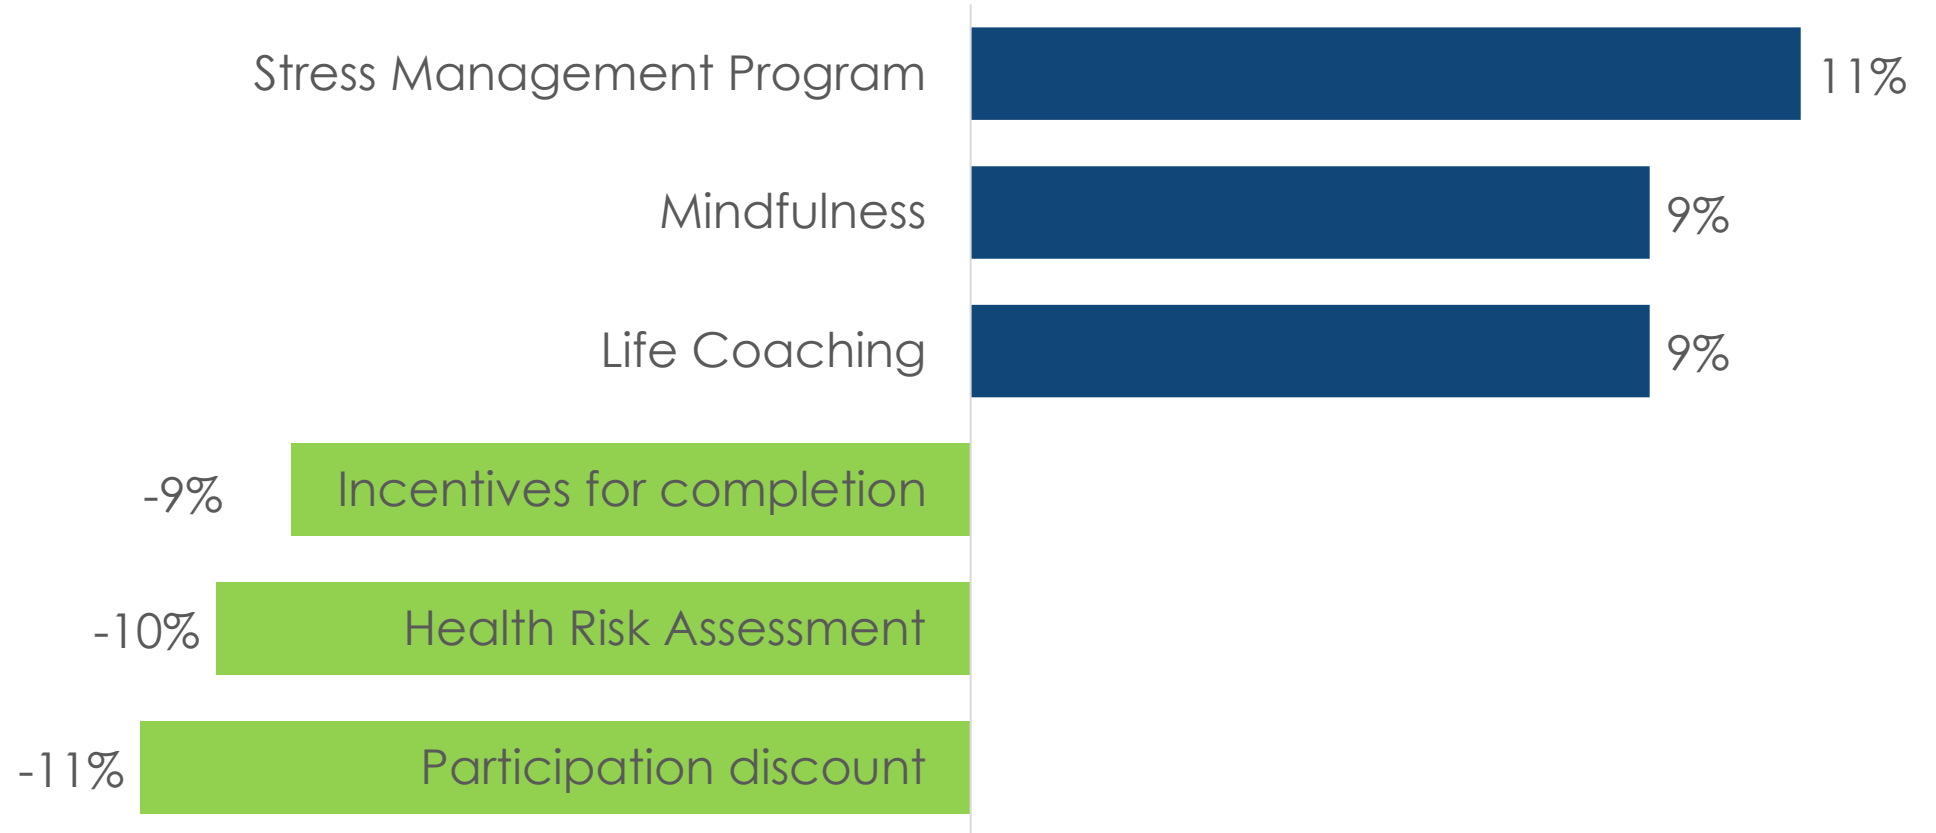 Stress Management Program 11%
Mindfulness 9%
Life Coaching 9%
-9% Incentives for completion
-10% Health Risk Assessment
-11% Participation discount